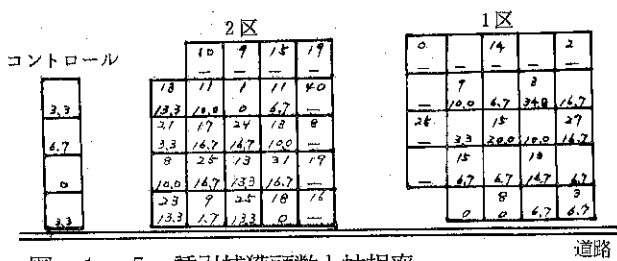 2区 1区
コントロール
10 9 15 19
— — — —
13 11 1 11 40
13.3 10.0 0 6.7 —
21 17 24 13 8
3.3 16.7 16.7 10.0 —
8 25 13 31 19
10.0 16.7 13.3 6.7 —
23 9 25 18 16
13.3 1.7 13.3 0 —
3.3
6.7
0
3.3
0 14 2
— — — —
9 8
— 10.0 6.7 16.7
15 27
— 3.3 20.0 10.0 16.7
15 18
— 6.7 6.7 16.7 6.7
8 3
0 0 6.7 6.7
道路